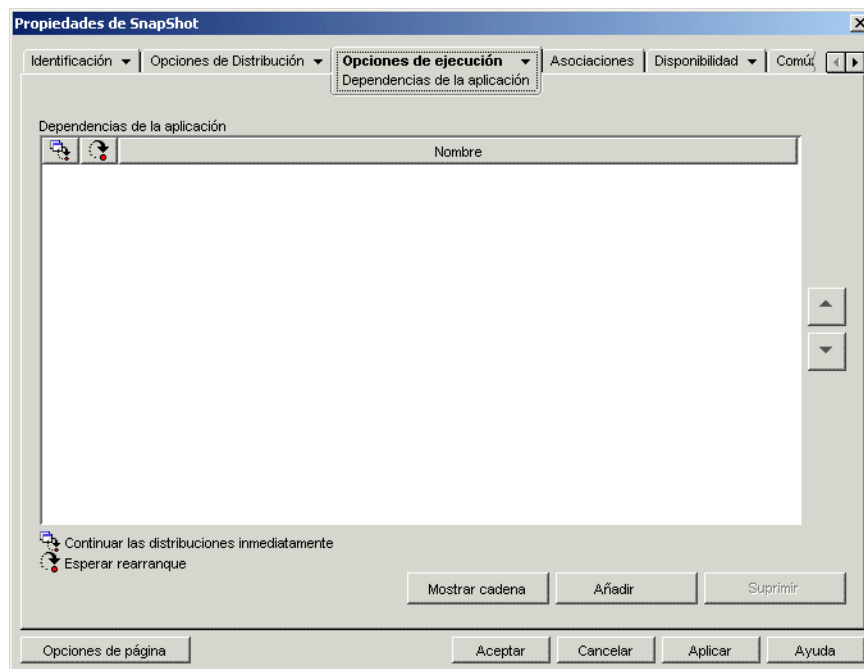 Propiedades de SnapShot
Identificación Opciones de Distribución Opciones de ejecución Asociaciones Disponibilidad
Dependencias de la aplicación
Dependencias de la aplicación
Nombre
Continuar las distribuciones inmediatamente
Esperar rearranque
Mostrar cadena Añadir Suprimir
Opciones de página Aceptar Cancelar Aplicar Ayuda